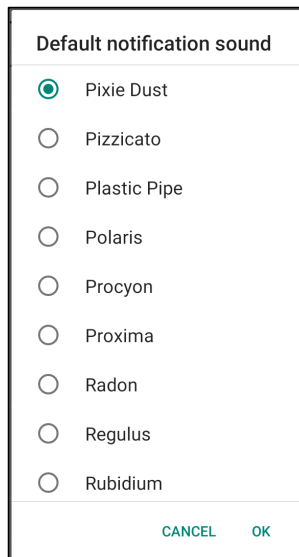 Default notification sound
Pixie Dust
Pizzicato
Plastic Pipe
Polaris
Procyon
Proxima
Radon
Regulus
Rubidium
CANCEL OK